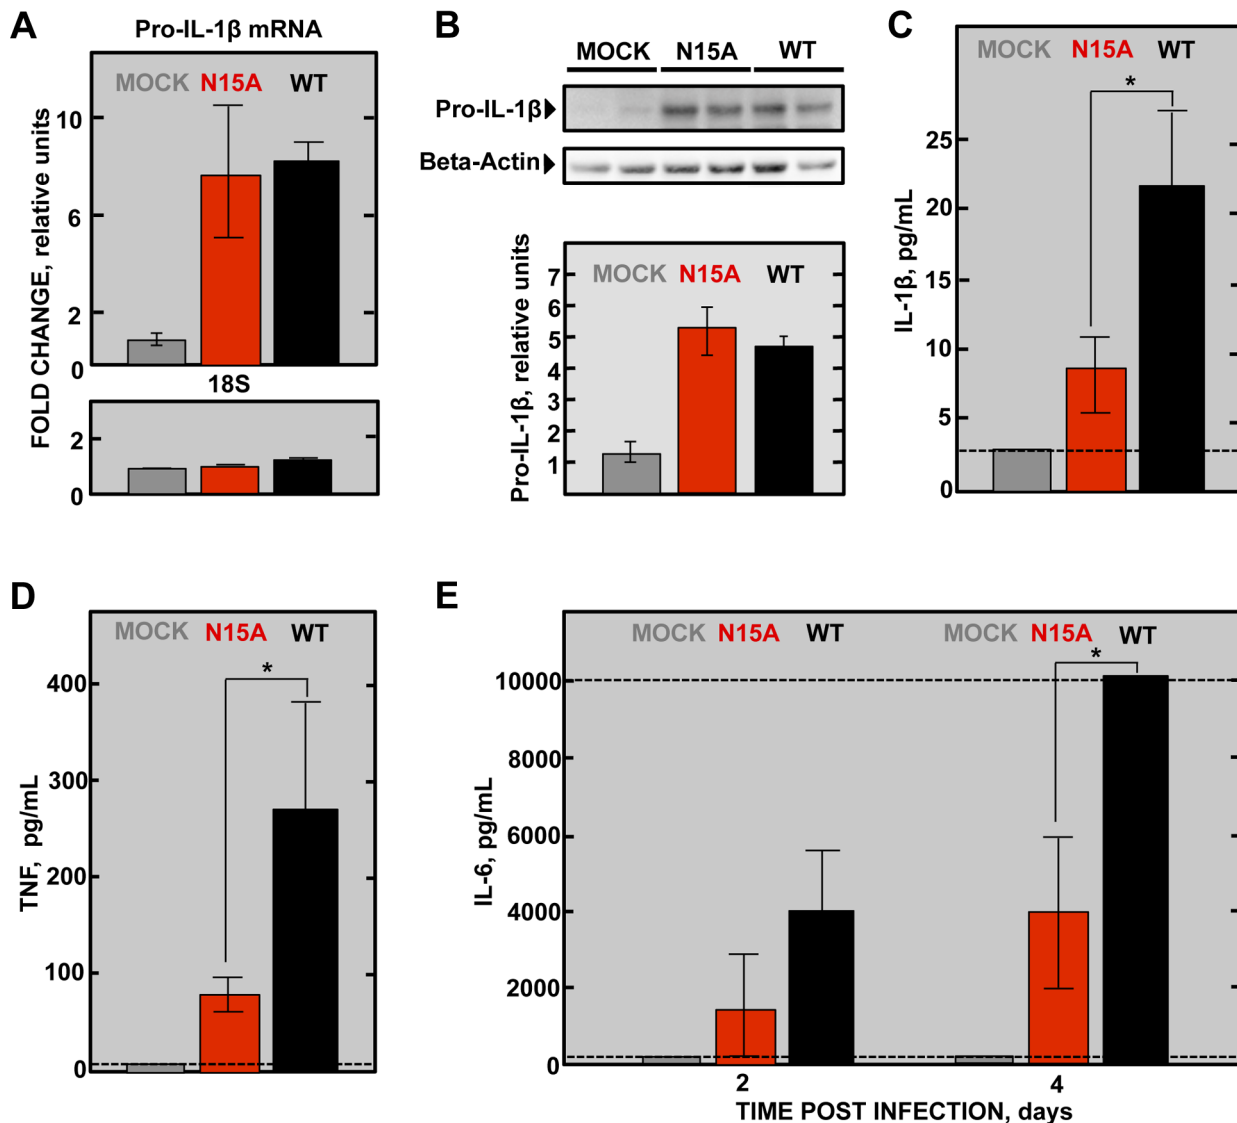 A
Pro-IL-1β mRNA
MOCK N15A WT
10
6
2
0
18S
2
0
FOLD CHANGE, relative units
B
MOCK N15A WT
Pro-IL-1β
Beta-Actin
MOCK N15A WT
7
6
5
4
3
2
1
Pro-IL-1β, relative units
C
MOCK N15A WT
*
25
20
15
10
5
0
IL-1β, pg/mL
D
MOCK N15A WT
*
400
300
200
100
0
TNF, pg/mL
E
MOCK N15A WT MOCK N15A WT
*
10000
8000
6000
4000
2000
0
IL-6, pg/mL
2 4
TIME POST INFECTION, days